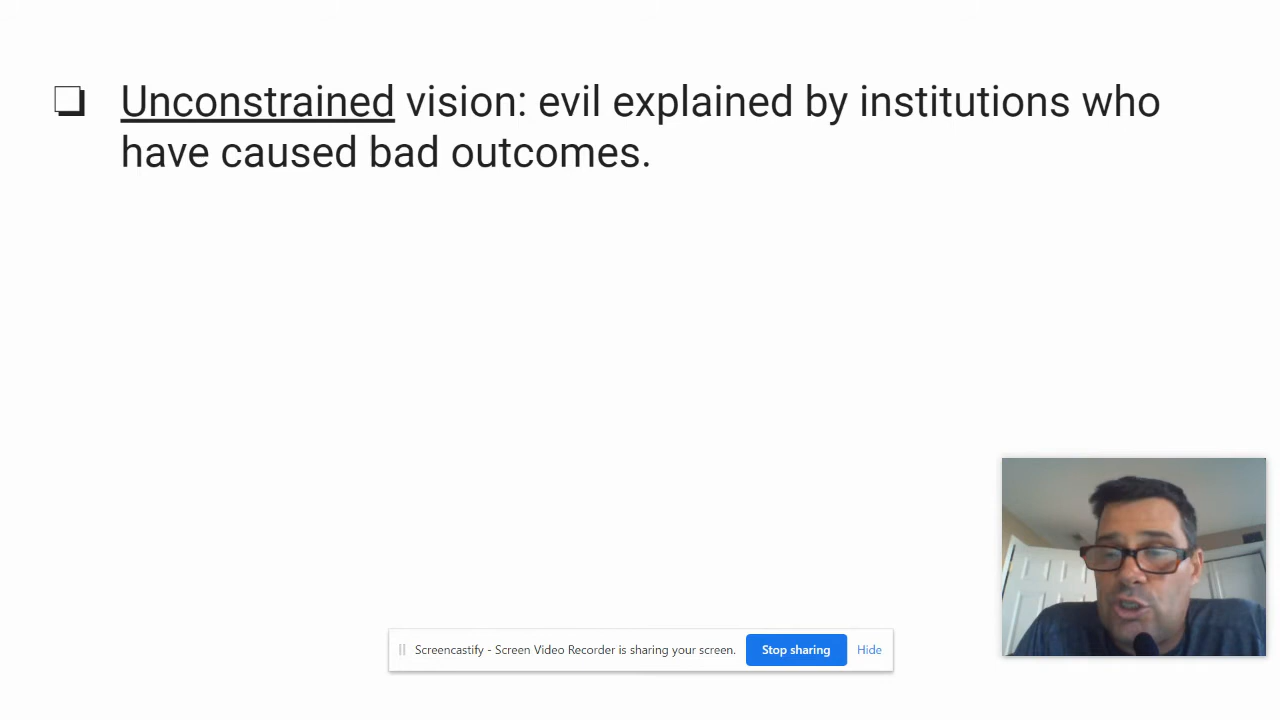 Unconstrained vision: evil explained by institutions who
have caused bad outcomes.
Screencastify - Screen Video Recorder is sharing your screen. Stop sharing Hide